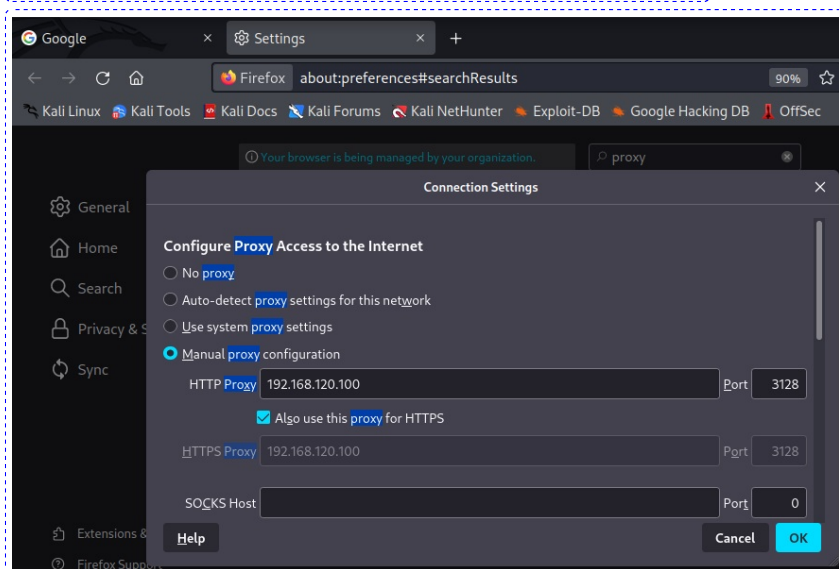 Google × Settings × +
Firefox about:preferences#searchResults 90%
Kali Linux Kali Tools Kali Docs Kali Forums Kali NetHunter Exploit-DB Google Hacking DB OffSec
Your browser is being managed by your organization. proxy
Connection Settings
General
Configure Proxy Access to the Internet
Home
No proxy
Search
Auto-detect proxy settings for this network
Privacy & S
Use system proxy settings
Manual proxy configuration
Sync
HTTP Proxy 192.168.120.100 Port 3128
Also use this proxy for HTTPS
HTTPS Proxy 192.168.120.100 Port 3128
SOCKS Host Port 0
Extensions &
Help Cancel OK
Firefox Support